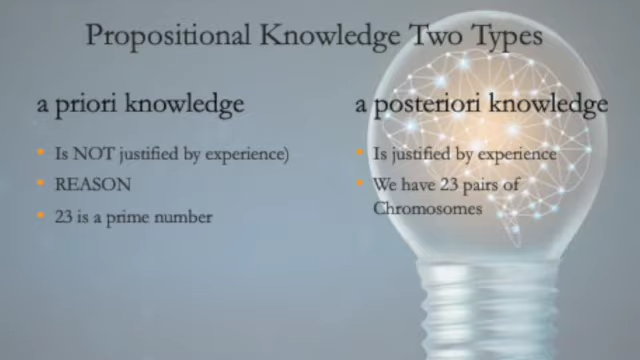 Propositional Knowledge Two Types
a priori knowledge
• Is NOT justified by experience)
• REASON
• 23 is a prime number
a posteriori knowledge
• Is justified by experience
• We have 23 pairs of
Chromosomes